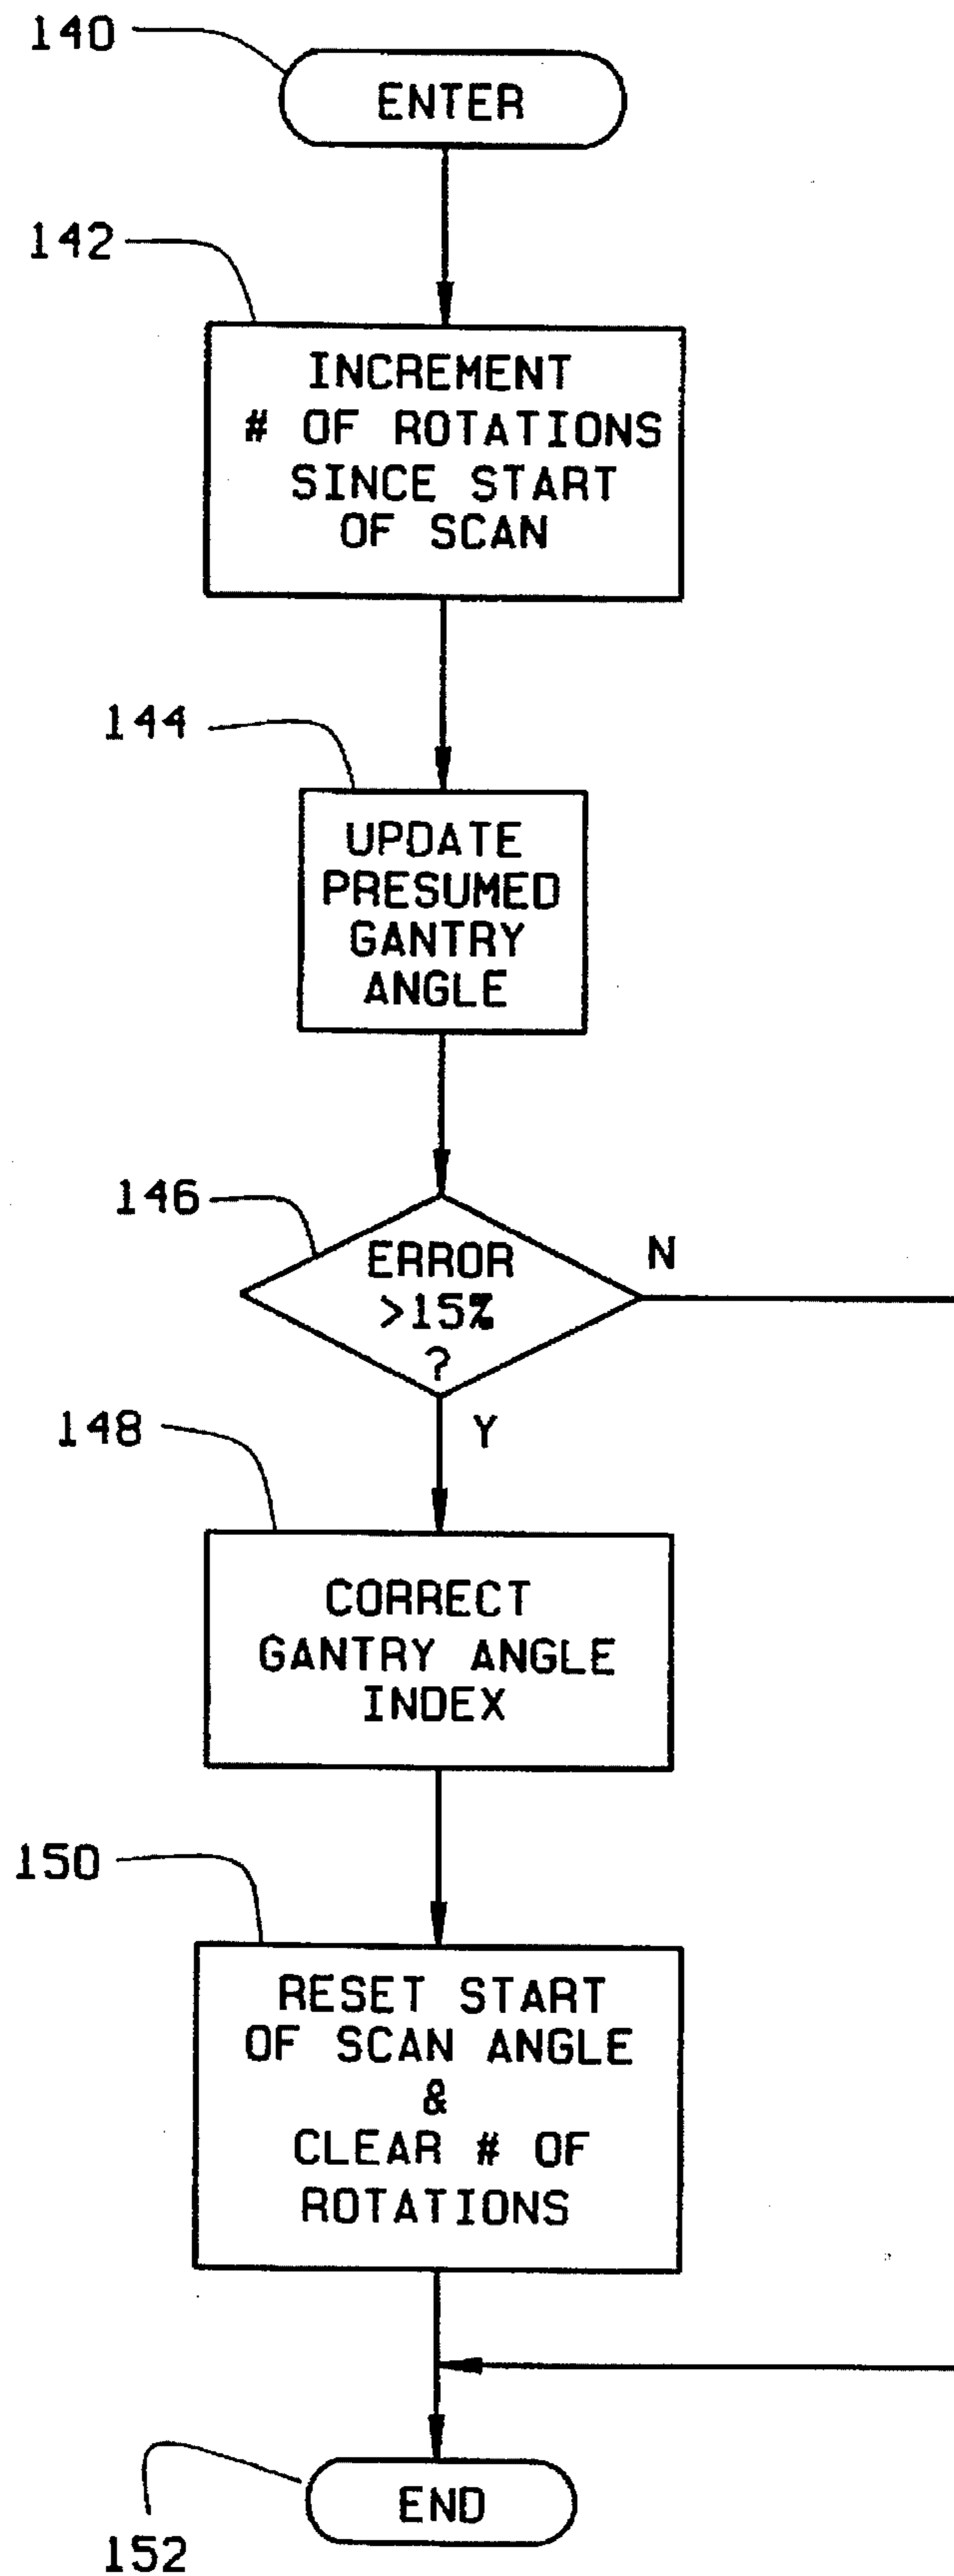 140
ENTER
142
INCREMENT
# OF ROTATIONS
SINCE START
OF SCAN
144
UPDATE
PRESUMED
GANTRY
ANGLE
146
ERROR
>15%
?
N
Y
148
CORRECT
GANTRY ANGLE
INDEX
150
RESET START
OF SCAN ANGLE
&
CLEAR # OF
ROTATIONS
END
152